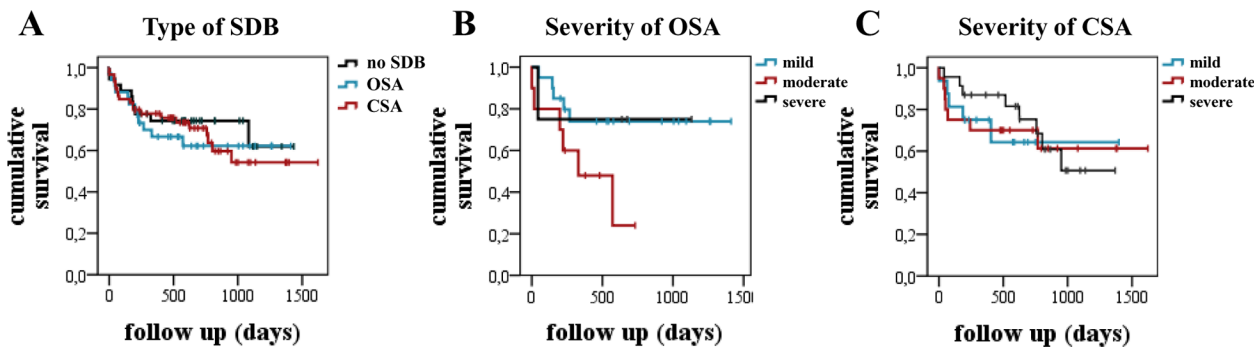 A
Type of SDB
no SDB
OSA
CSA
1,0
0,8
0,6
0,4
0,2
0,0
cumulative
survival
0
500
1000
1500
follow up (days)
B
Severity of OSA
mild
moderate
severe
1,0
0,8
0,6
0,4
0,2
0,0
cumulative
survival
0
500
1000
1500
follow up (days)
C
Severity of CSA
mild
moderate
severe
1,0
0,8
0,6
0,4
0,2
0,0
cumulative
survival
0
500
1000
1500
follow up (days)